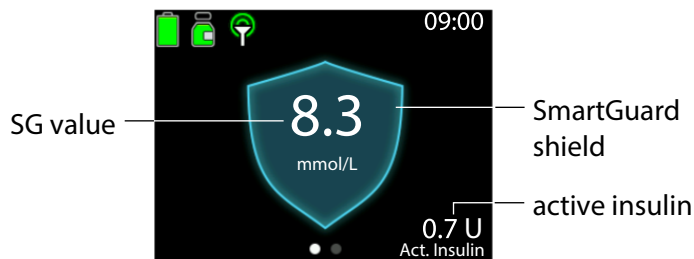 09:00
SG value
8.3
mmol/L
SmartGuard
shield
active insulin
0.7 U
Act. Insulin